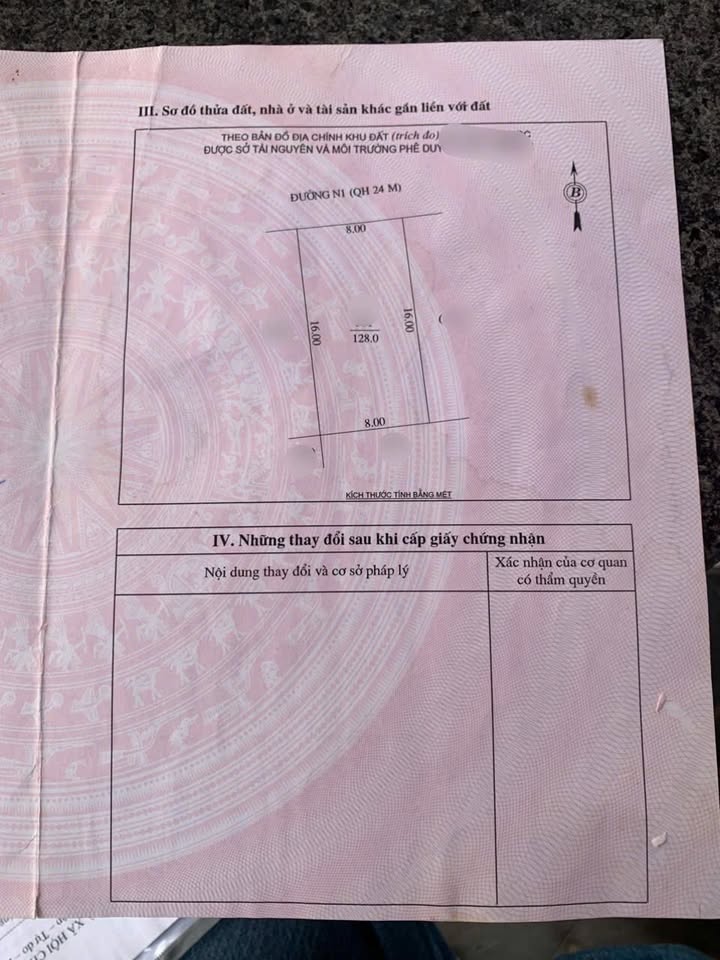 III. Sơ đồ thửa đất, nhà ở và tài sản khác gắn liền với đất
THEO BẢN ĐỒ ĐỊA CHÍNH KHU ĐẤT (trích đo)
ĐƯỢC SỞ TÀI NGUYÊN VÀ MÔI TRƯỜNG PHÊ DUY
ĐƯỜNG N1 (QH 24 M)
B
8.00
16.00
16.00
128.0
8.00
KÍCH THƯỚC TÍNH BẰNG MÉT
IV. Những thay đổi sau khi cấp giấy chứng nhận
Nội dung thay đổi và cơ sở pháp lý
Xác nhận của cơ quan
có thẩm quyền
XÃ HỘI